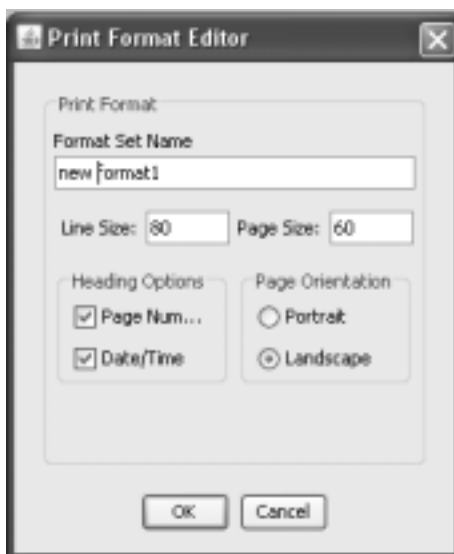 Print Format Editor
Print Format
Format Set Name
new format1
Line Size: 80 Page Size: 60
Heading Options Page Orientation
Page Num... Portrait
Date/Time Landscape
OK Cancel